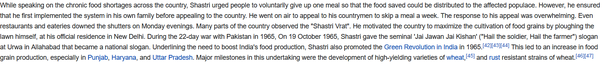 While speaking on the chronic food shortages across the country, Shastri urged people to voluntarily give up one meal so that the food saved could be distributed to the affected populace. However, he ensured
that he first implemented the system in his own family before appealing to the country. He went on air to appeal to his countrymen to skip a meal a week. The response to his appeal was overwhelming. Even
restaurants and eateries downed the shutters on Monday evenings. Many parts of the country observed the "Shastri Vrat". He motivated the country to maximize the cultivation of food grains by ploughing the
lawn himself, at his official residence in New Delhi. During the 22-day war with Pakistan in 1965, On 19 October 1965, Shastri gave the seminal 'Jai Jawan Jai Kishan' ("Hail the soldier, Hail the farmer") slogan
at Urwa in Allahabad that became a national slogan. Underlining the need to boost India's food production, Shastri also promoted the Green Revolution in India in 1965.[42][43][44] This led to an increase in food
grain production, especially in Punjab, Haryana, and Uttar Pradesh. Major milestones in this undertaking were the development of high-yielding varieties of wheat,[45] and rust resistant strains of wheat.[46][47]